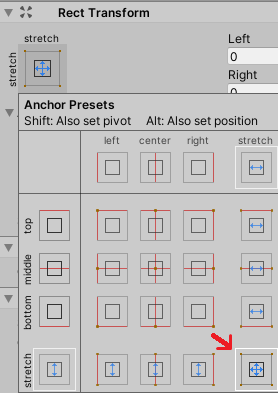 Rect Transform
stretch
Left
stretch
0
Right
0
Anchor Presets
Shift: Also set pivot Alt: Also set position
left center right stretch
top
middle
bottom
stretch